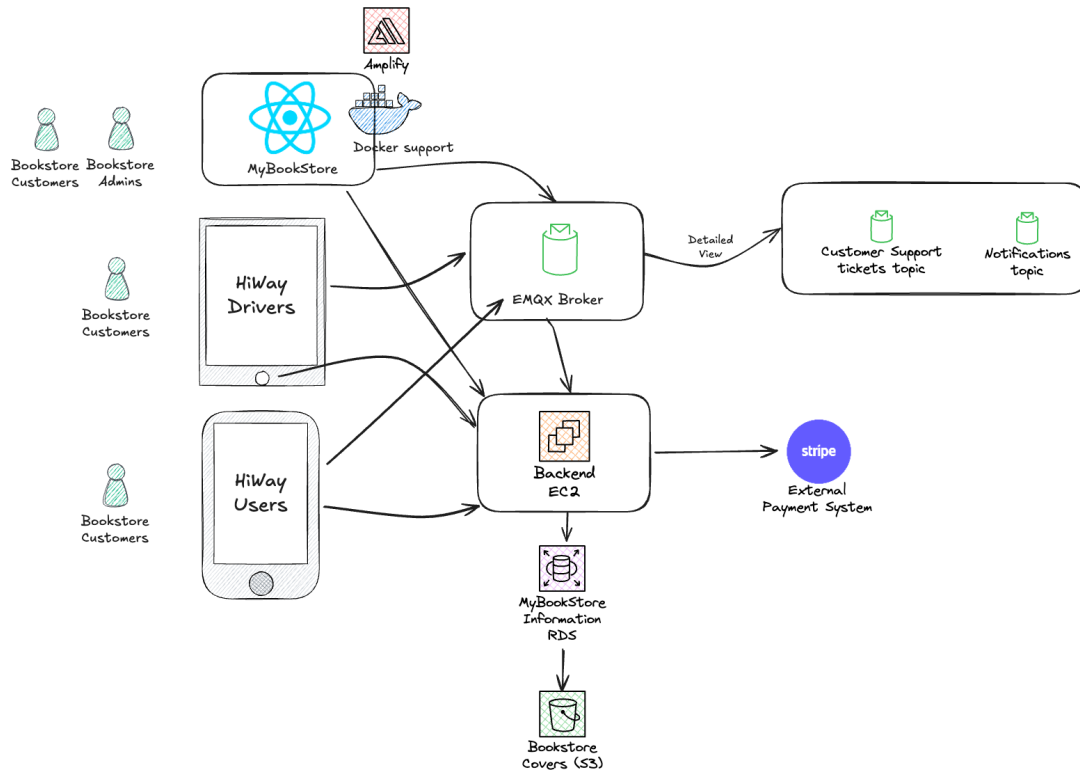 Amplify
Docker support
MyBookStore
Bookstore
Customers
Bookstore
Admins
HiWay
Drivers
Bookstore
Customers
HiWay
Users
Bookstore
Customers
EMQX Broker
Detailed
View
Customer Support
tickets topic
Notifications
topic
Backend
EC2
stripe
External
Payment System
MyBookStore
Information
RDS
Bookstore
Covers (S3)